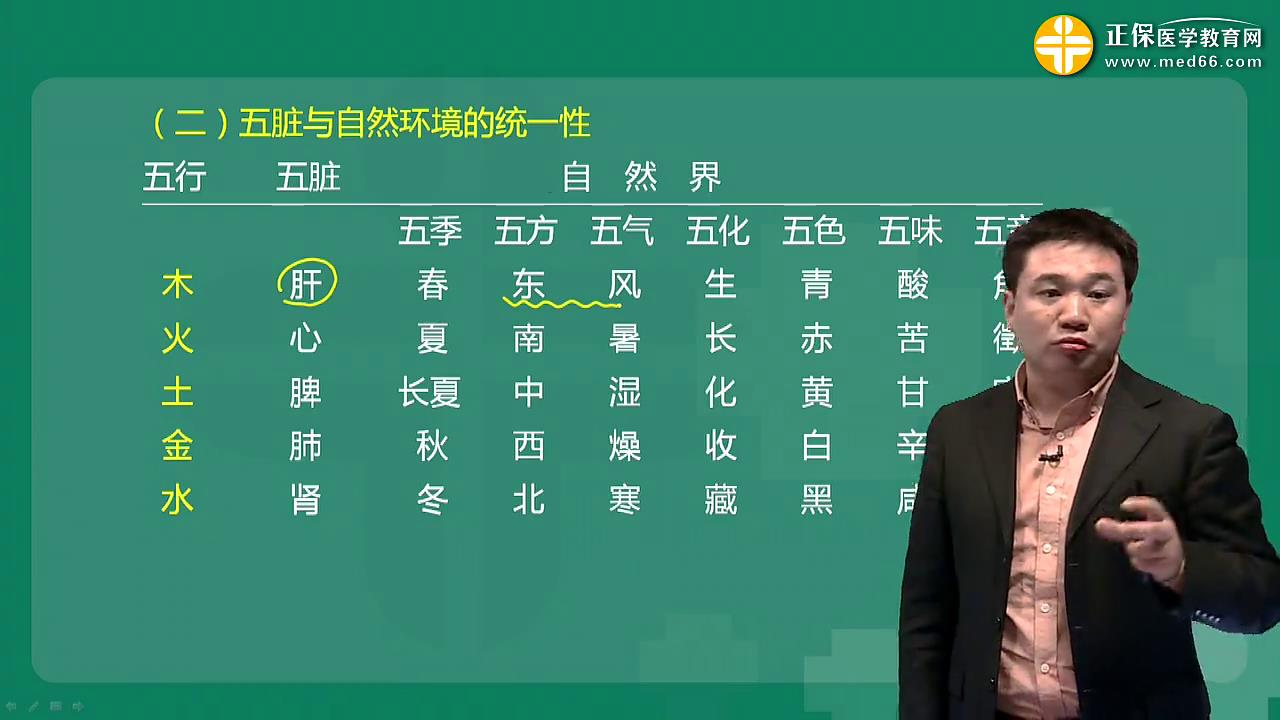 正保医学教育网
www.med66.com
（二）五脏与自然环境的统一性
五行 五脏 自 然 界
五季 五方 五气 五化 五色 五味 五
木 肝 春 东 风 生 青 酸
火 心 夏 南 暑 长 赤 苦 徵
土 脾 长夏 中 湿 化 黄 甘
金 肺 秋 西 燥 收 白 辛
水 肾 冬 北 寒 藏 黑